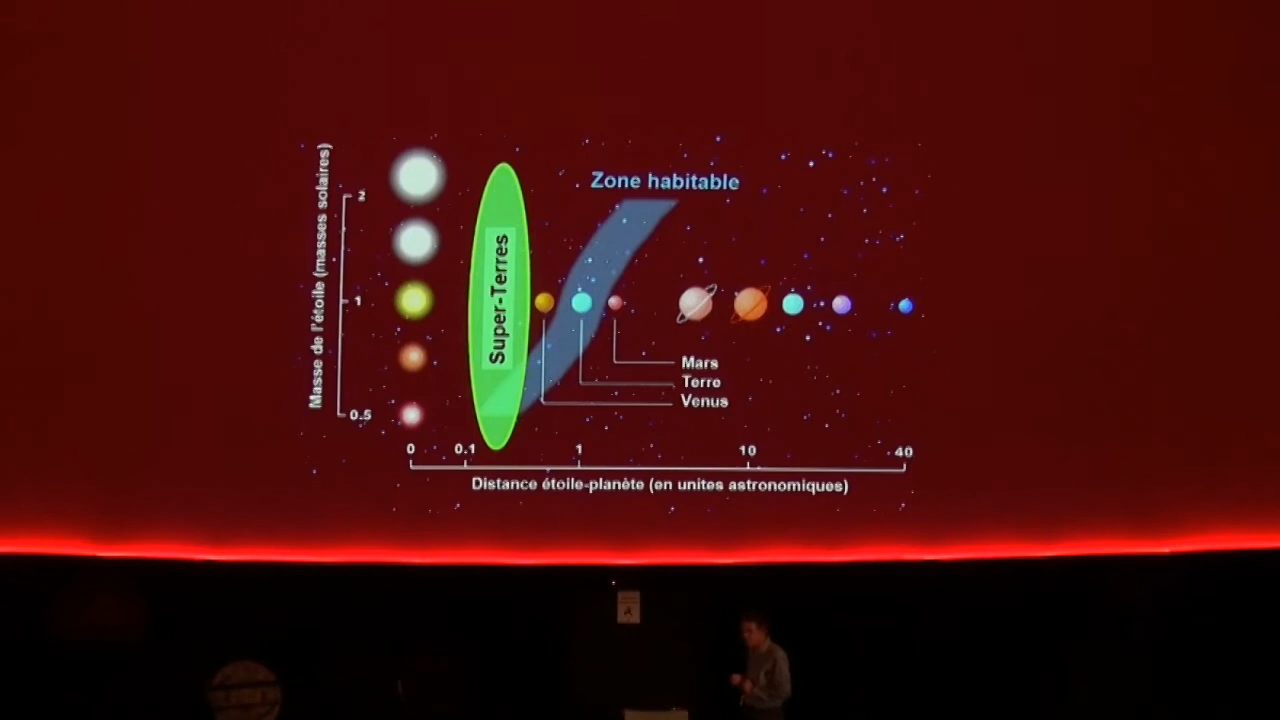 Zone habitable
Masse de l'étoile (masses solaires)
2
1
0.5
Super-Terres
Mars
Terre
Venus
0 0.1 1 10 40
Distance étoile-planète (en unites astronomiques)